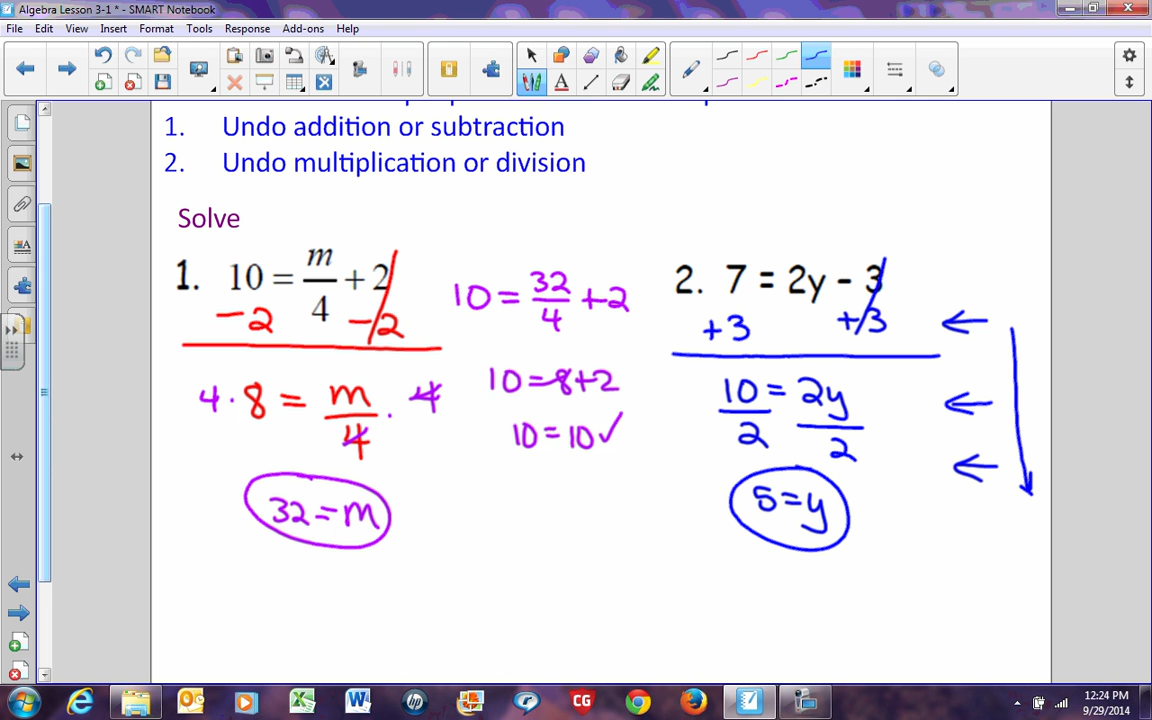 Algebra Lesson 3-1 * - SMART Notebook
File Edit View Insert Format Tools Response Add-ons Help
1. Undo addition or subtraction
2. Undo multiplication or division
Solve
1. 10 = m/4 + 2
-2 -2
4 · 8 = m/4 · 4
32 = m
10 = 32/4 + 2
10 = 8 + 2
10 = 10 ✓
2. 7 = 2y - 3
+3 +3
10/2 = 2y/2
5 = y
12:24 PM
9/29/2014